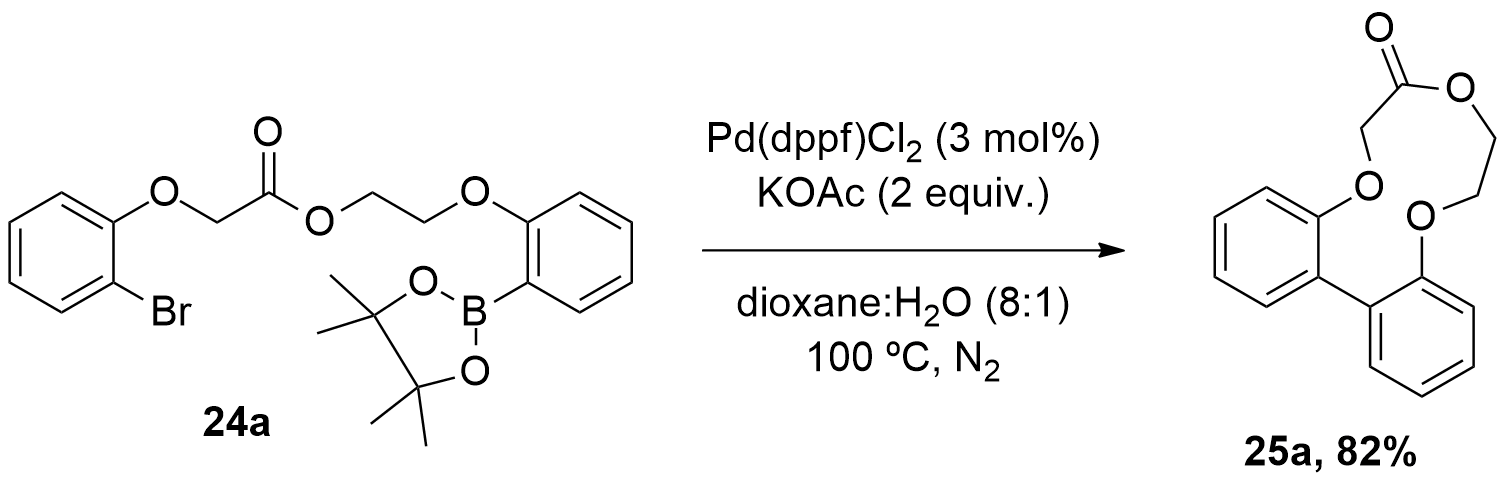 O
O
O
O
Br
O
B
O
24a
Pd(dppf)Cl2 (3 mol%)
KOAc (2 equiv.)
dioxane:H2O (8:1)
100 ºC, N2
O
O
O
O
25a, 82%